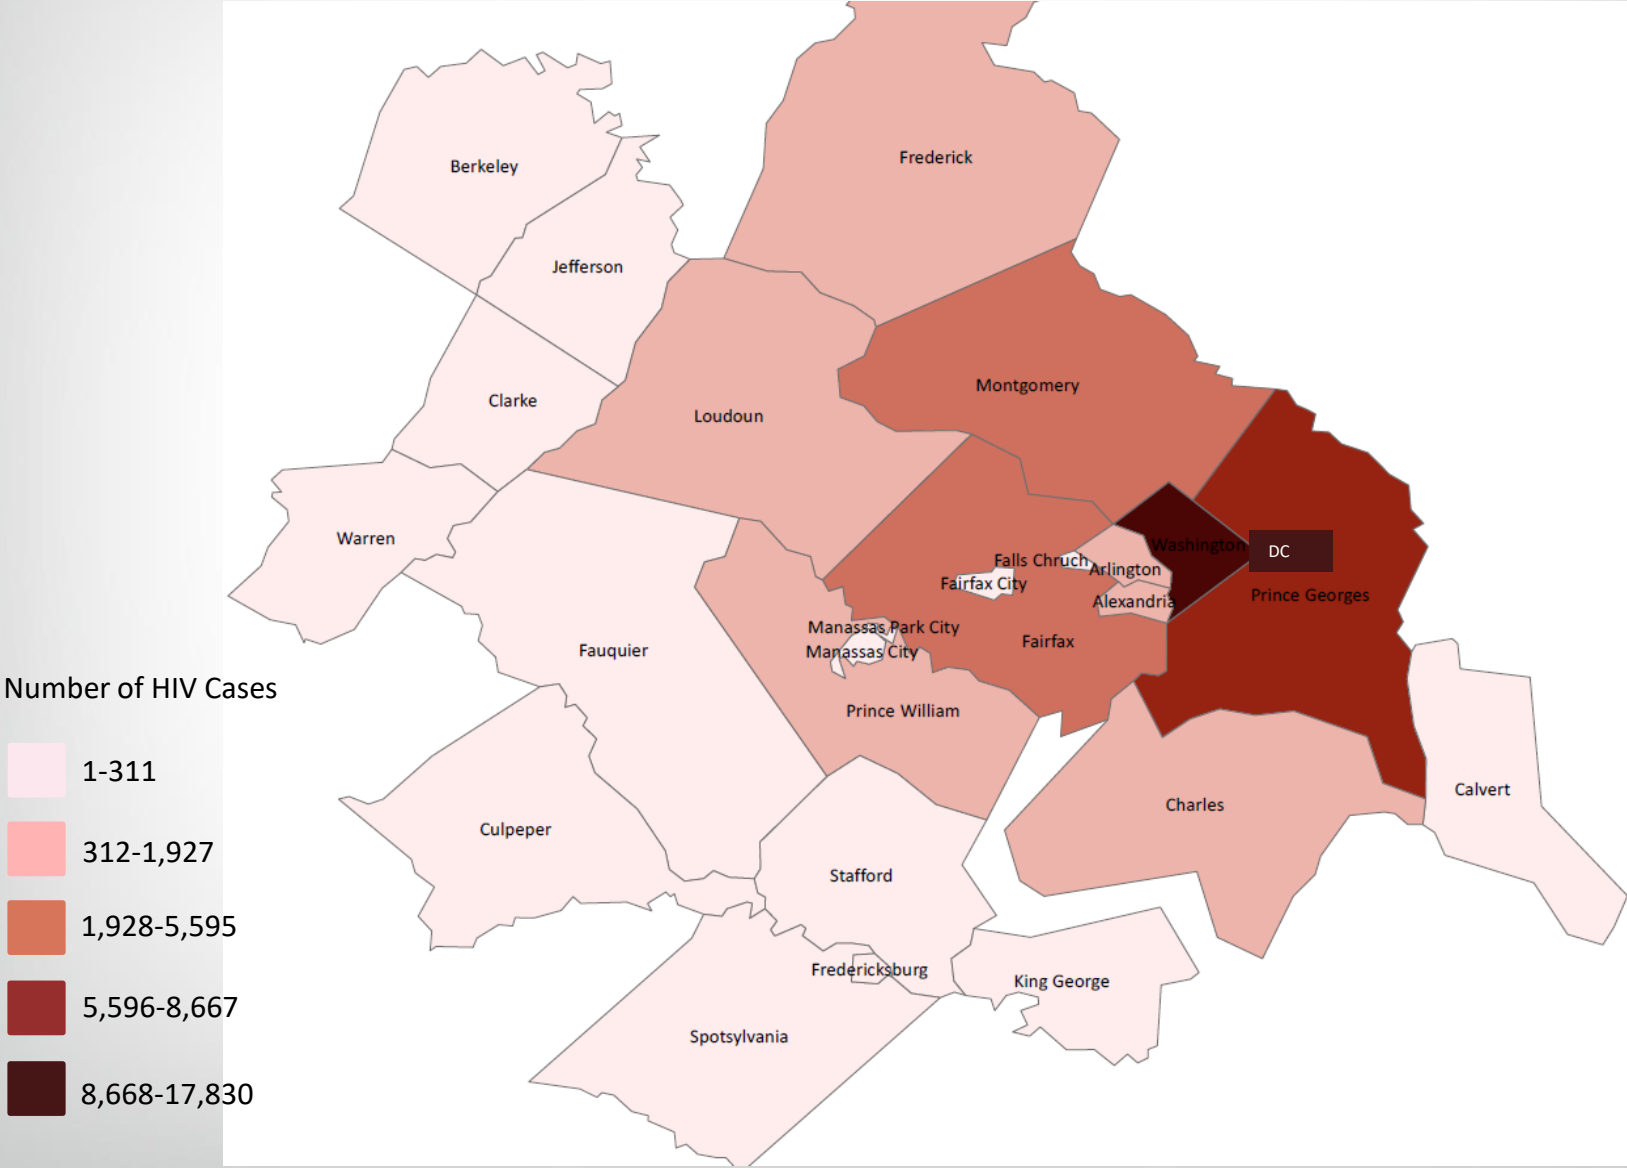 Frederick
Berkeley
Jefferson
Montgomery
Clarke
Loudoun
Warren
Washington
DC
Falls Chruch
Arlington
Fairfax City
Alexandria
Prince Georges
Manassas Park City
Fairfax
Fauquier
Manassas City
Number of HIV Cases
Prince William
1-311
Calvert
Charles
Culpeper
312-1,927
Stafford
1,928-5,595
Fredericksburg
King George
5,596-8,667
Spotsylvania
8,668-17,830